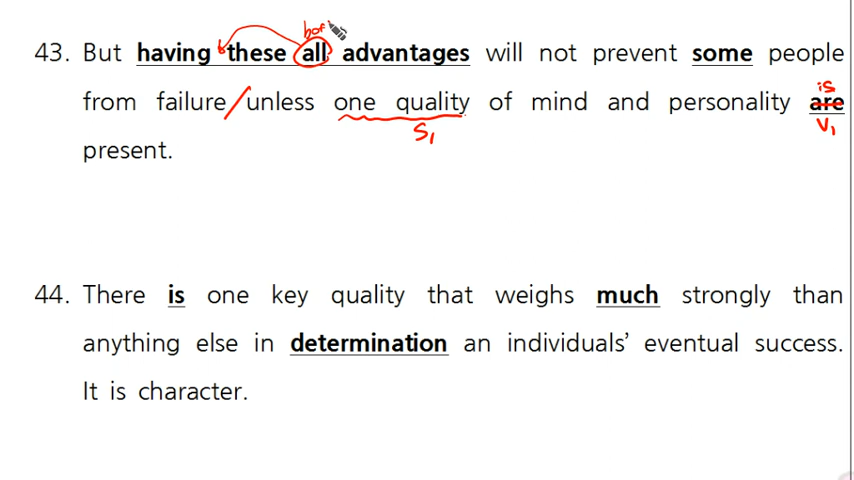 43. But having these all advantages will not prevent some people
from failure/unless one quality of mind and personality are
is
S₁
V₁
present.
44. There is one key quality that weighs much strongly than
anything else in determination an individuals’ eventual success.
It is character.